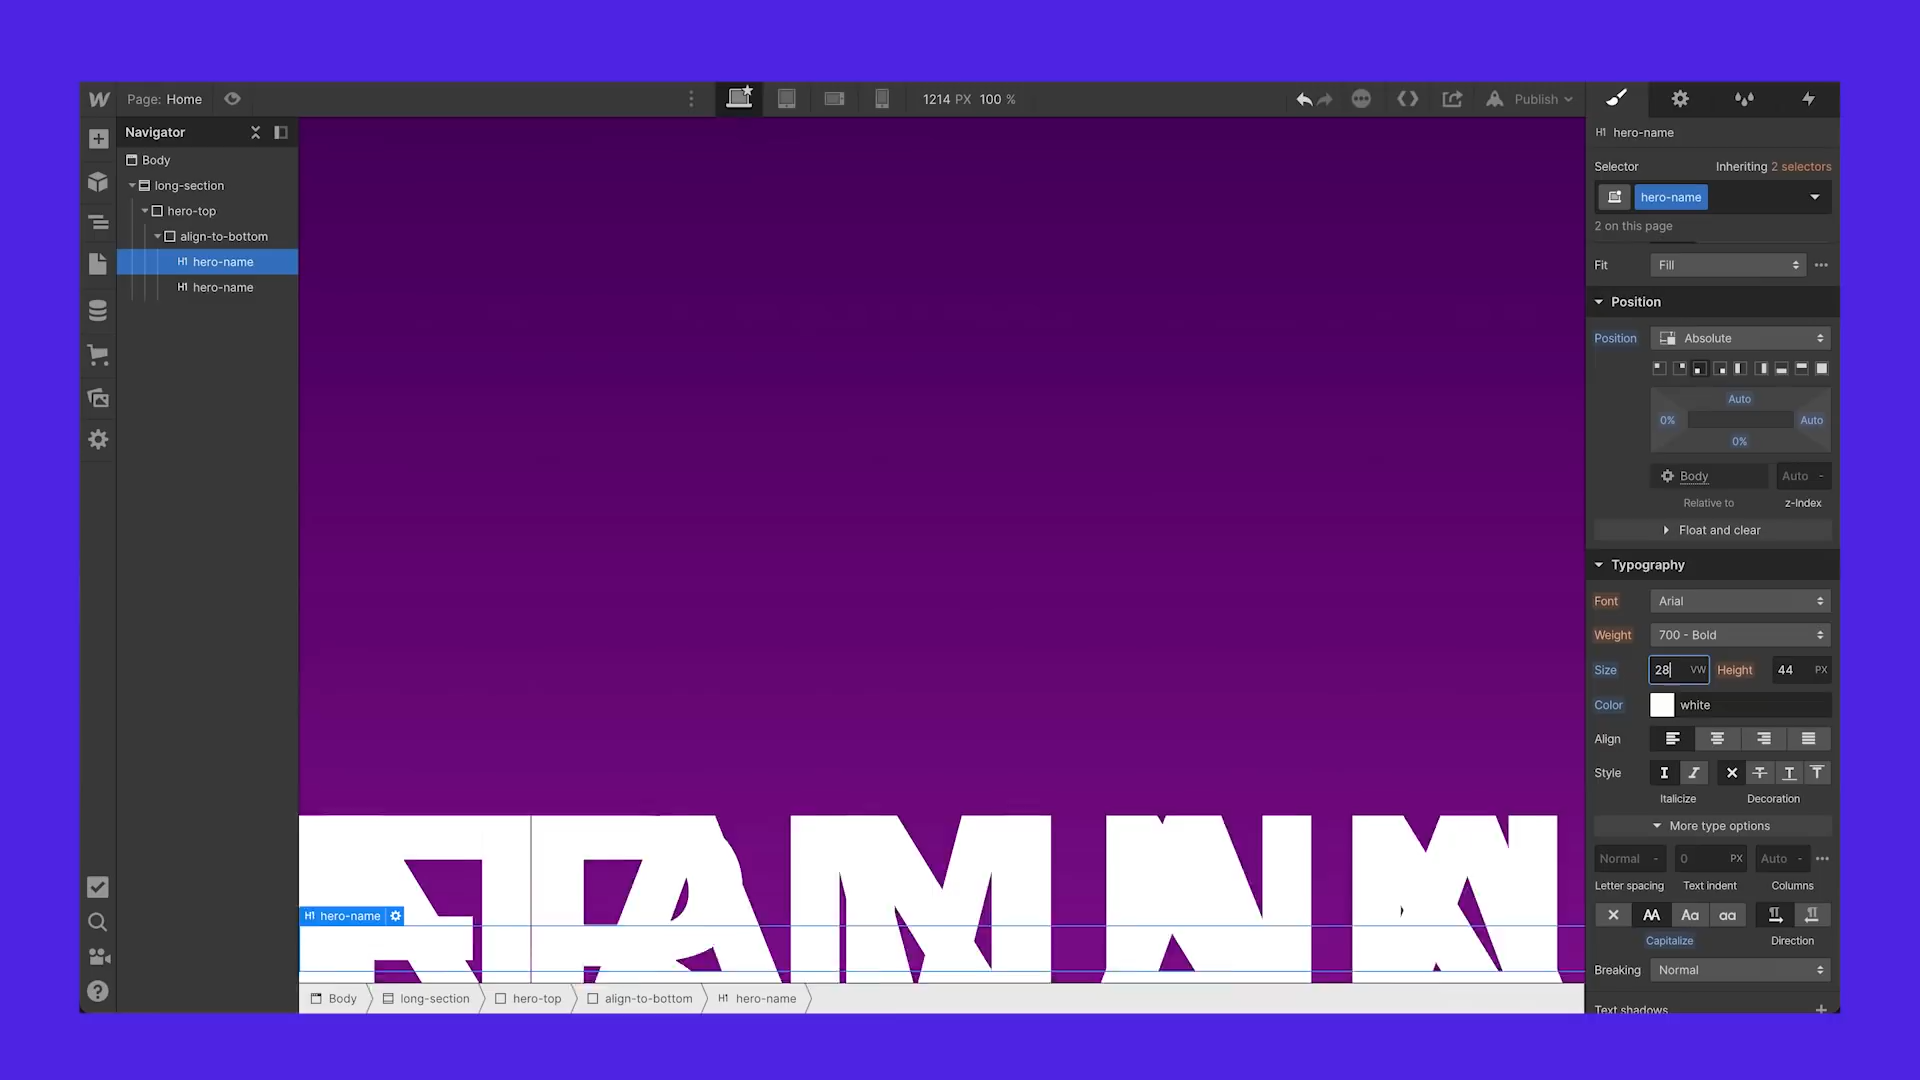 Page: Home
1214 PX 100 %
Publish
Navigator
Body
long-section
hero-top
align-to-bottom
H1 hero-name
H1 hero-name
H1 hero-name
Body
long-section
hero-top
align-to-bottom
H1 hero-name
H1 hero-name
Selector
Inheriting 2 selectors
hero-name
2 on this page
Fit
Fill
Position
Position
Absolute
Auto
0%
Auto
0%
Body
Auto -
Relative to
z-Index
Float and clear
Typography
Font
Arial
Weight
700 - Bold
Size
28 VW
Height
44 PX
Color
white
Align
Style
Italicize
Decoration
More type options
Normal -
0 PX
Auto -
Letter spacing
Text indent
Columns
AA
Aa
aa
Capitalize
Direction
Breaking
Normal
Text shadows